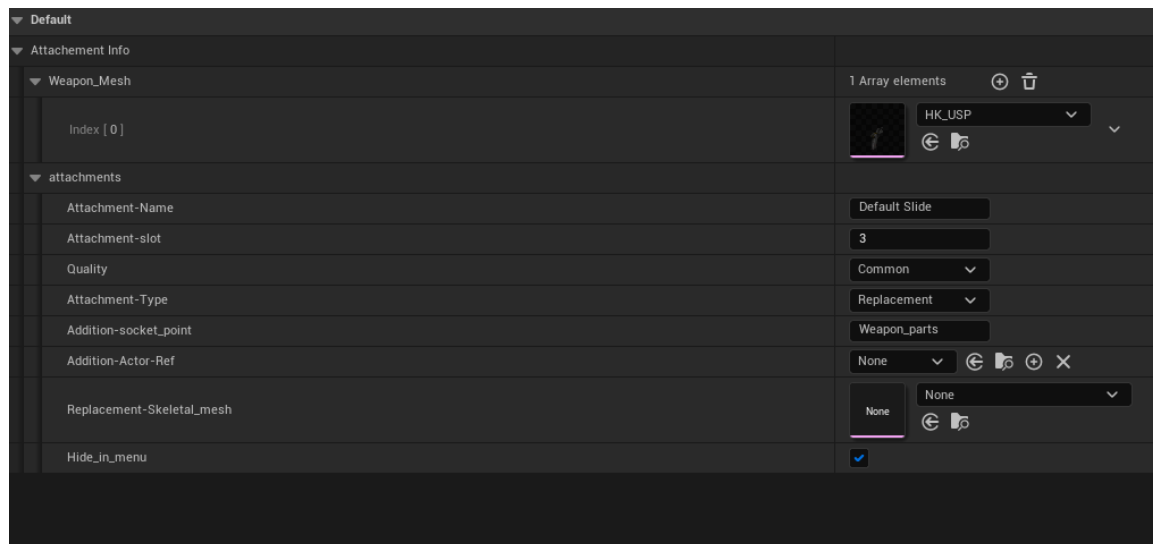 Default
Attachement Info
Weapon_Mesh 1 Array elements
Index [ 0 ] HK_USP
attachments
Attachment-Name Default Slide
Attachment-slot 3
Quality Common
Attachment-Type Replacement
Addition-socket_point Weapon_parts
Addition-Actor-Ref None
Replacement-Skeletal_mesh None None
Hide_in_menu